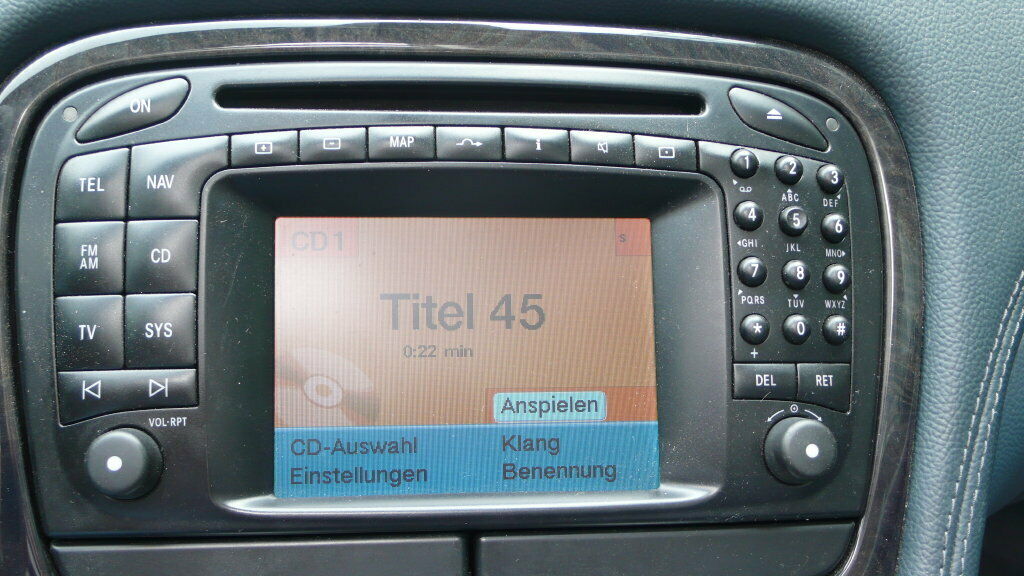 ON
MAP
i
TEL
NAV
FM
AM
CD
TV
SYS
VOL·RPT
1
2
3
ABC
DEF
4
5
6
GHI
JKL
MNO
7
8
9
PQRS
TUV
WXYZ
*
0
#
+
DEL
RET
CD1
s
Titel 45
0:22 min
Anspielen
CD-Auswahl
Klang
Einstellungen
Benennung